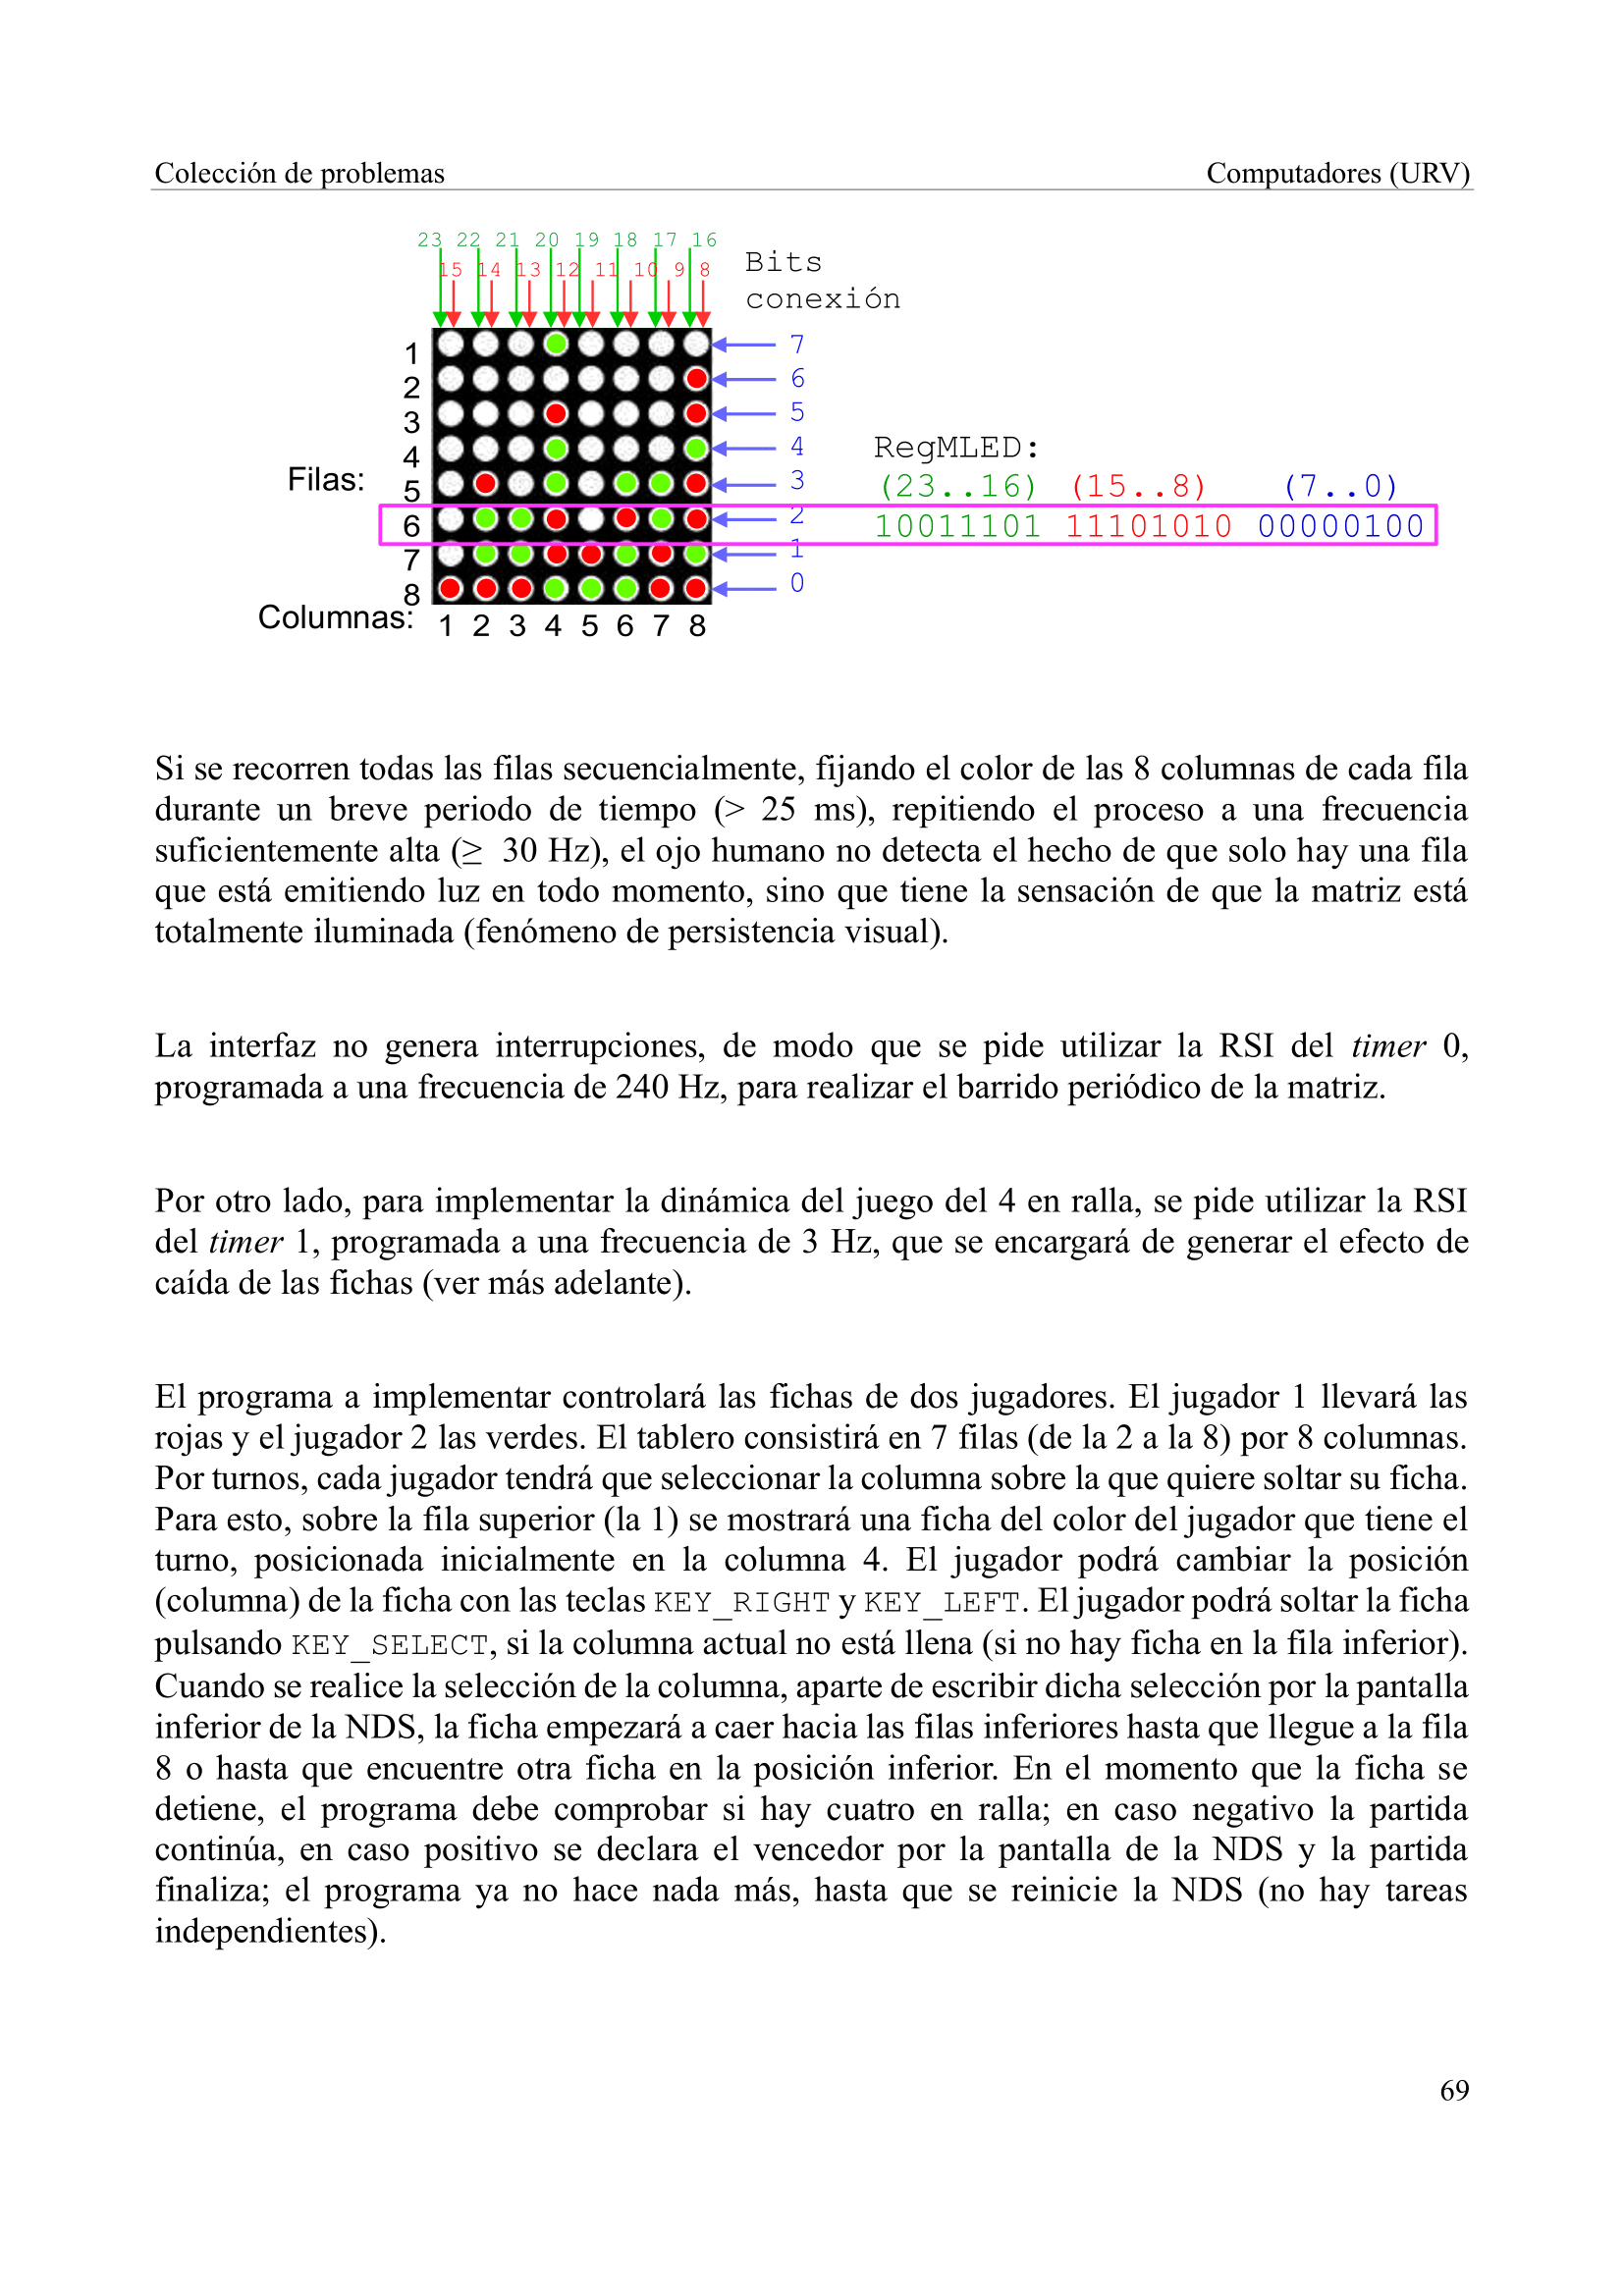 Colección de problemas Computadores (URV)
23 22 21 20 19 18 17 16
15 14 13 12 11 10 9 8
Bits
conexión
1 7
2 6
3 5
4 4
RegMLED:
Filas: 5 3 (23..16) (15..8) (7..0)
6 2 10011101 11101010 00000100
7 1
8 0
Columnas: 1 2 3 4 5 6 7 8
Si se recorren todas las filas secuencialmente, fijando el color de las 8 columnas de cada fila
durante un breve periodo de tiempo (> 25 ms), repitiendo el proceso a una frecuencia
suficientemente alta (≥ 30 Hz), el ojo humano no detecta el hecho de que solo hay una fila
que está emitiendo luz en todo momento, sino que tiene la sensación de que la matriz está
totalmente iluminada (fenómeno de persistencia visual).
La interfaz no genera interrupciones, de modo que se pide utilizar la RSI del timer 0,
programada a una frecuencia de 240 Hz, para realizar el barrido periódico de la matriz.
Por otro lado, para implementar la dinámica del juego del 4 en ralla, se pide utilizar la RSI
del timer 1, programada a una frecuencia de 3 Hz, que se encargará de generar el efecto de
caída de las fichas (ver más adelante).
El programa a implementar controlará las fichas de dos jugadores. El jugador 1 llevará las
rojas y el jugador 2 las verdes. El tablero consistirá en 7 filas (de la 2 a la 8) por 8 columnas.
Por turnos, cada jugador tendrá que seleccionar la columna sobre la que quiere soltar su ficha.
Para esto, sobre la fila superior (la 1) se mostrará una ficha del color del jugador que tiene el
turno, posicionada inicialmente en la columna 4. El jugador podrá cambiar la posición
(columna) de la ficha con las teclas KEY_RIGHT y KEY_LEFT. El jugador podrá soltar la ficha
pulsando KEY_SELECT, si la columna actual no está llena (si no hay ficha en la fila inferior).
Cuando se realice la selección de la columna, aparte de escribir dicha selección por la pantalla
inferior de la NDS, la ficha empezará a caer hacia las filas inferiores hasta que llegue a la fila
8 o hasta que encuentre otra ficha en la posición inferior. En el momento que la ficha se
detiene, el programa debe comprobar si hay cuatro en ralla; en caso negativo la partida
continúa, en caso positivo se declara el vencedor por la pantalla de la NDS y la partida
finaliza; el programa ya no hace nada más, hasta que se reinicie la NDS (no hay tareas
independientes).
69